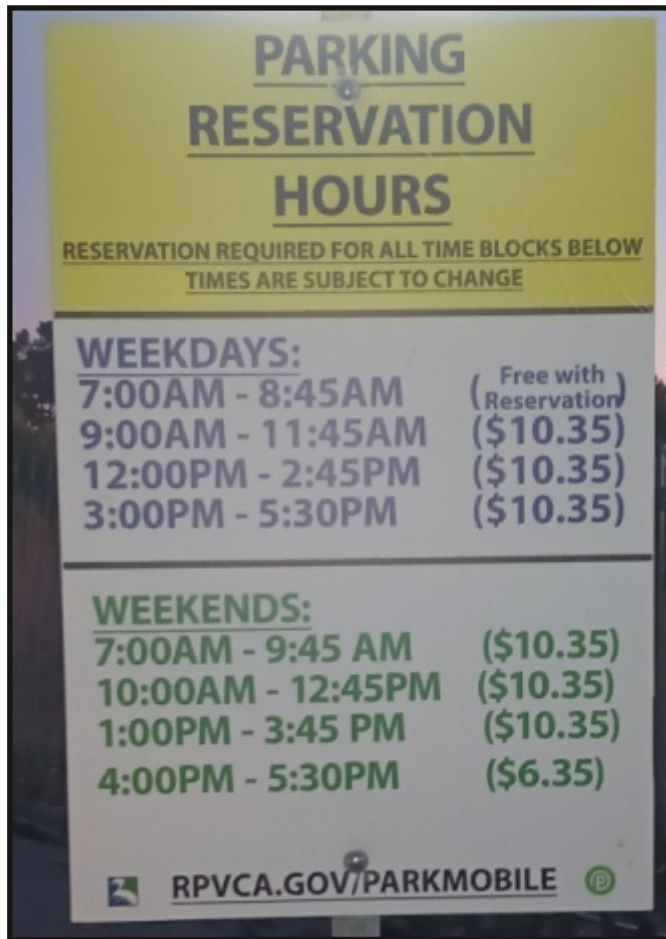 PARKING
RESERVATION
HOURS
RESERVATION REQUIRED FOR ALL TIME BLOCKS BELOW
TIMES ARE SUBJECT TO CHANGE
WEEKDAYS:
7:00AM - 8:45AM (Free with Reservation)
9:00AM - 11:45AM ($10.35)
12:00PM - 2:45PM ($10.35)
3:00PM - 5:30PM ($10.35)
WEEKENDS:
7:00AM - 9:45 AM ($10.35)
10:00AM - 12:45PM ($10.35)
1:00PM - 3:45 PM ($10.35)
4:00PM - 5:30PM ($6.35)
RPVCA.GOV/PARKMOBILE